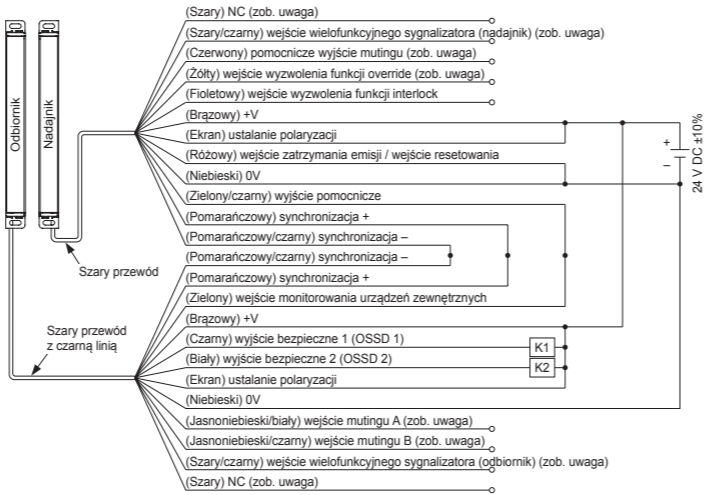 Odbiornik
Nadajnik
(Szary) NC (zob. uwaga)
(Szary/czarny) wejście wielofunkcyjnego sygnalizatora (nadajnik) (zob. uwaga)
(Czerwony) pomocnicze wyjście mutingu (zob. uwaga)
(Żółty) wejście wyzwolenia funkcji override (zob. uwaga)
(Fioletowy) wejście wyzwolenia funkcji interlock
(Brązowy) +V
(Ekran) ustalanie polaryzacji
(Różowy) wejście zatrzymania emisji / wejście resetowania
(Niebieski) 0V
(Zielony/czarny) wyjście pomocnicze
(Pomarańczowy) synchronizacja +
(Pomarańczowy/czarny) synchronizacja –
(Pomarańczowy/czarny) synchronizacja –
(Pomarańczowy) synchronizacja +
(Zielony) wejście monitorowania urządzeń zewnętrznych
(Brązowy) +V
(Czarny) wyjście bezpieczne 1 (OSSD 1)
K1
(Biały) wyjście bezpieczne 2 (OSSD 2)
K2
(Ekran) ustalanie polaryzacji
(Niebieski) 0V
(Jasnoniebieski/biały) wejście mutingu A (zob. uwaga)
(Jasnoniebieski/czarny) wejście mutingu B (zob. uwaga)
(Szary/czarny) wejście wielofunkcyjnego sygnalizatora (odbiornik) (zob. uwaga)
(Szary) NC (zob. uwaga)
Szary przewód
Szary przewód
z czarną linią
+
–
24 V DC ±10%